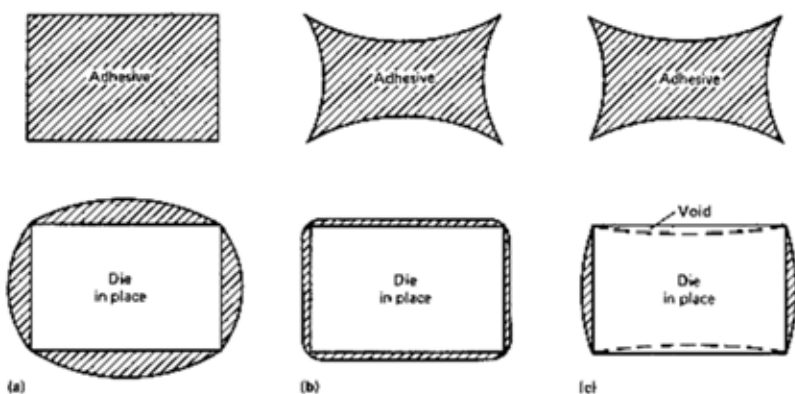 Adhesive
Adhesive
Adhesive
Void
Die
in place
Die
in place
Die
in place
(a)
(b)
(c)